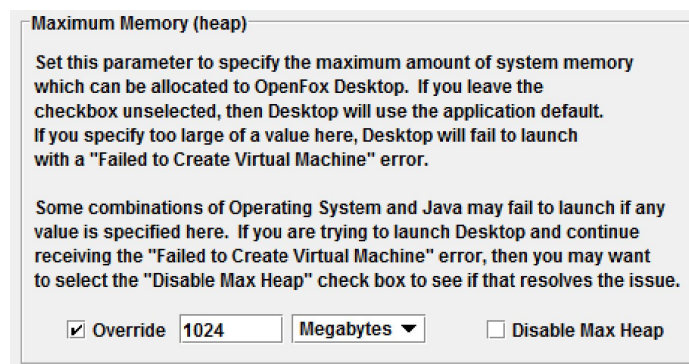 Maximum Memory (heap)
Set this parameter to specify the maximum amount of system memory
which can be allocated to OpenFox Desktop. If you leave the
checkbox unselected, then Desktop will use the application default.
If you specify too large of a value here, Desktop will fail to launch
with a "Failed to Create Virtual Machine" error.
Some combinations of Operating System and Java may fail to launch if any
value is specified here. If you are trying to launch Desktop and continue
receiving the "Failed to Create Virtual Machine" error, then you may want
to select the "Disable Max Heap" check box to see if that resolves the issue.
Override 1024 Megabytes Disable Max Heap